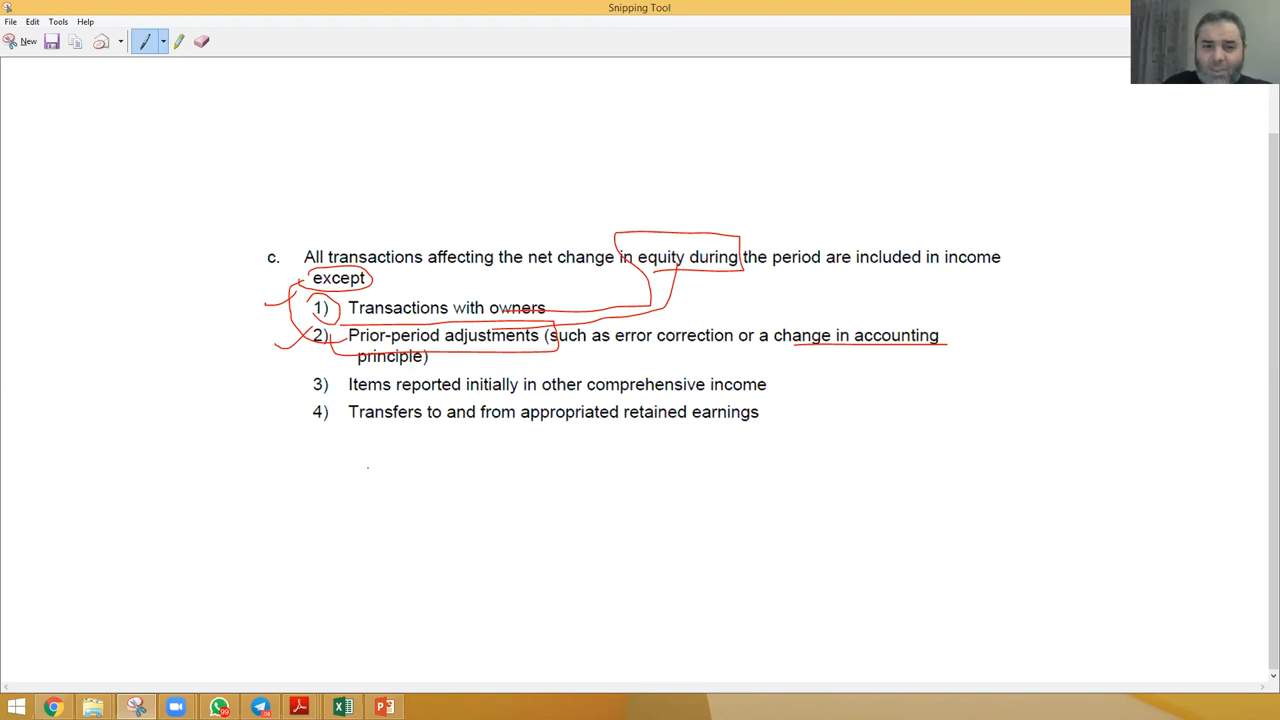 Snipping Tool
File Edit Tools Help
New
c. All transactions affecting the net change in equity during the period are included in income
except
1) Transactions with owners
2) Prior-period adjustments (such as error correction or a change in accounting
principle)
3) Items reported initially in other comprehensive income
4) Transfers to and from appropriated retained earnings